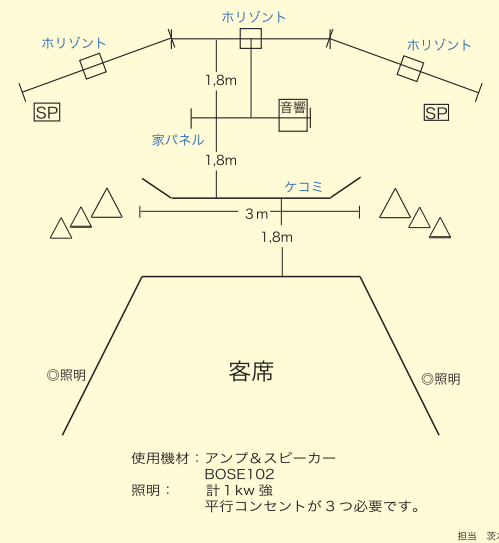 ホリゾント
ホリゾント
ホリゾント
1,8m
SP
音響
SP
家パネル
1,8m
ケコミ
3m
1,8m
客席
◎照明
◎照明
使用機材：アンプ＆スピーカー
BOSE102
照明：　計1kw強
平行コンセントが3つ必要です。
担当　茨